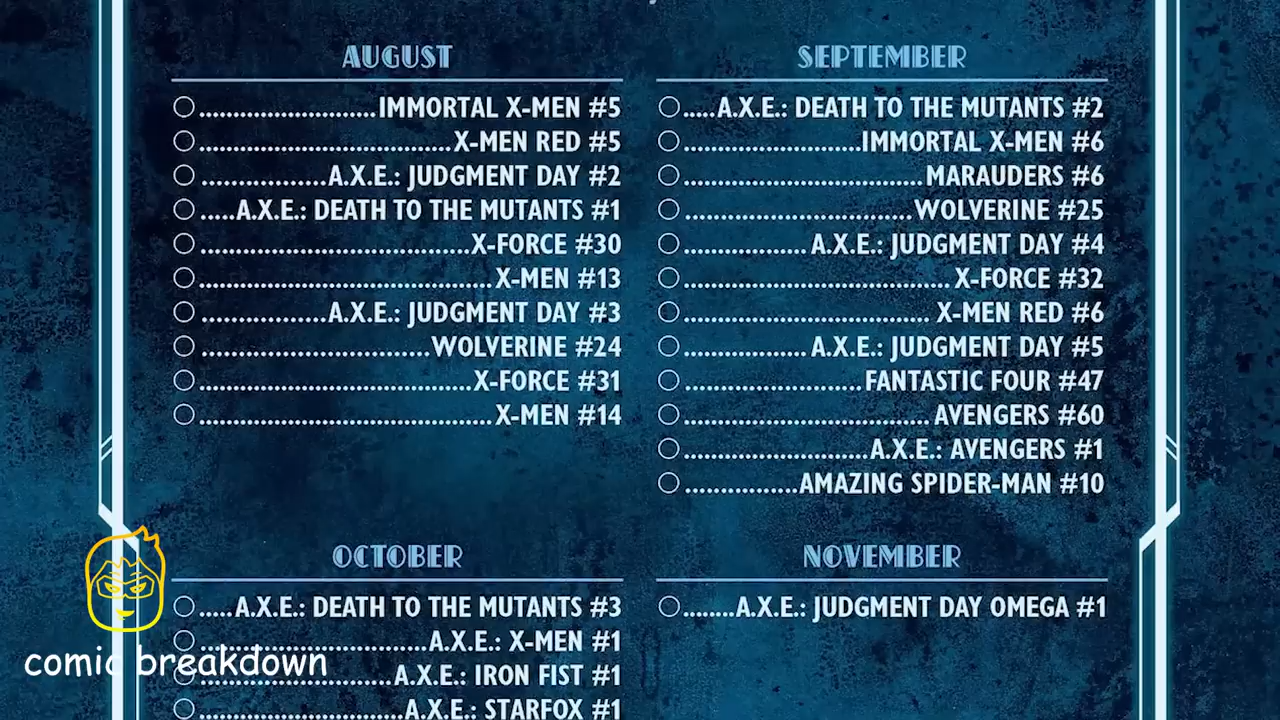 AUGUST
IMMORTAL X-MEN #5
X-MEN RED #5
A.X.E.: JUDGMENT DAY #2
A.X.E.: DEATH TO THE MUTANTS #1
X-FORCE #30
X-MEN #13
A.X.E.: JUDGMENT DAY #3
WOLVERINE #24
X-FORCE #31
X-MEN #14
SEPTEMBER
A.X.E.: DEATH TO THE MUTANTS #2
IMMORTAL X-MEN #6
MARAUDERS #6
WOLVERINE #25
A.X.E.: JUDGMENT DAY #4
X-FORCE #32
X-MEN RED #6
A.X.E.: JUDGMENT DAY #5
FANTASTIC FOUR #47
AVENGERS #60
A.X.E.: AVENGERS #1
AMAZING SPIDER-MAN #10
OCTOBER
A.X.E.: DEATH TO THE MUTANTS #3
A.X.E.: X-MEN #1
A.X.E.: IRON FIST #1
A.X.E.: STARFOX #1
NOVEMBER
A.X.E.: JUDGMENT DAY OMEGA #1
comic breakdown